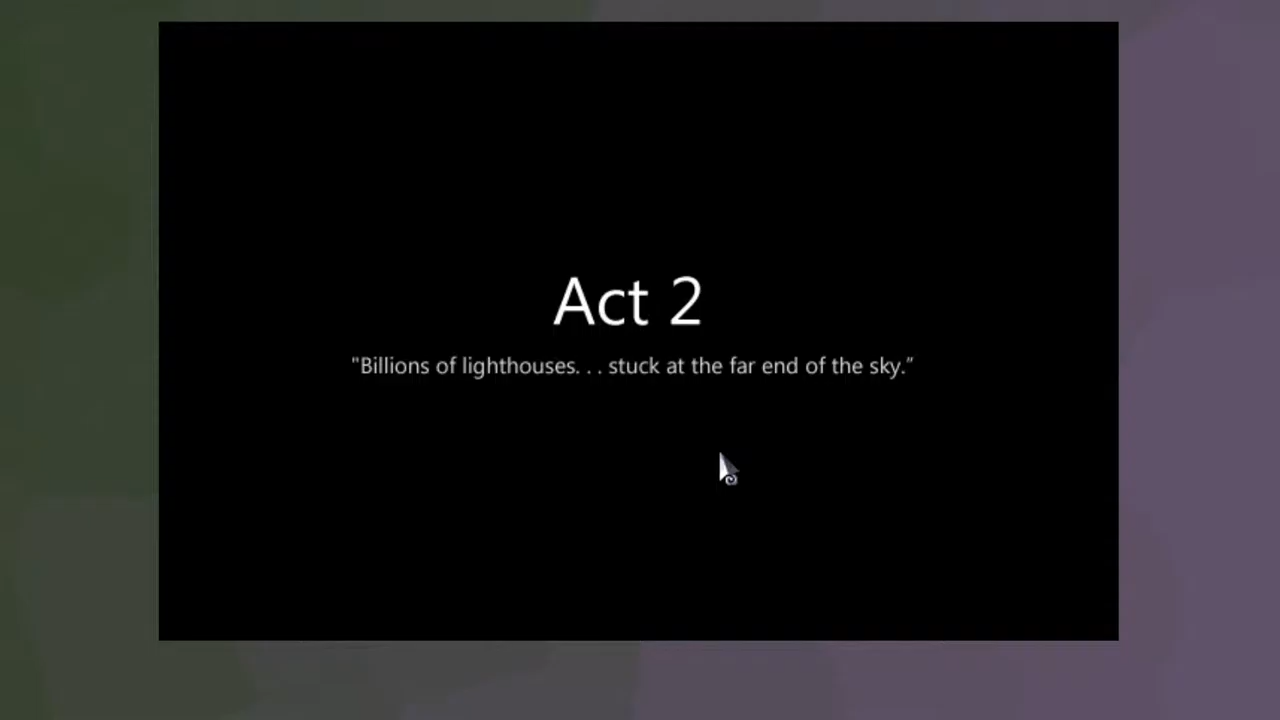 Act 2
"Billions of lighthouses. . . stuck at the far end of the sky.”